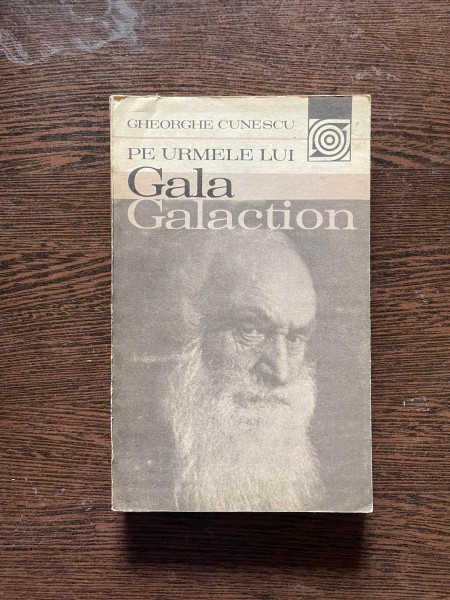 GHEORGHE CUNESCU
PE URMELE LUI
Gala
Galaction